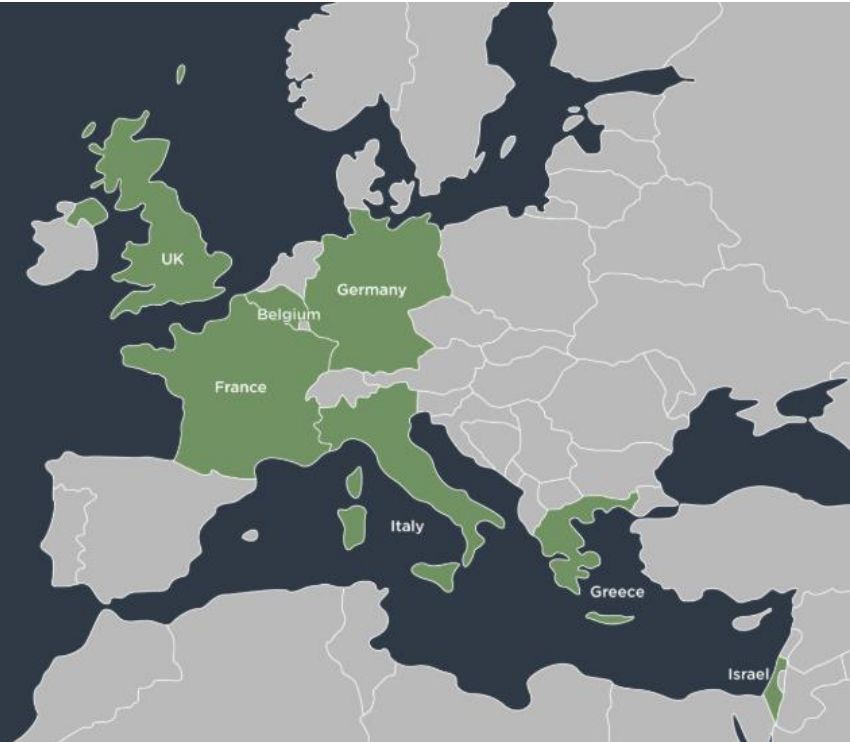 UK
Germany
Belgium
France
Italy
Greece
Israel